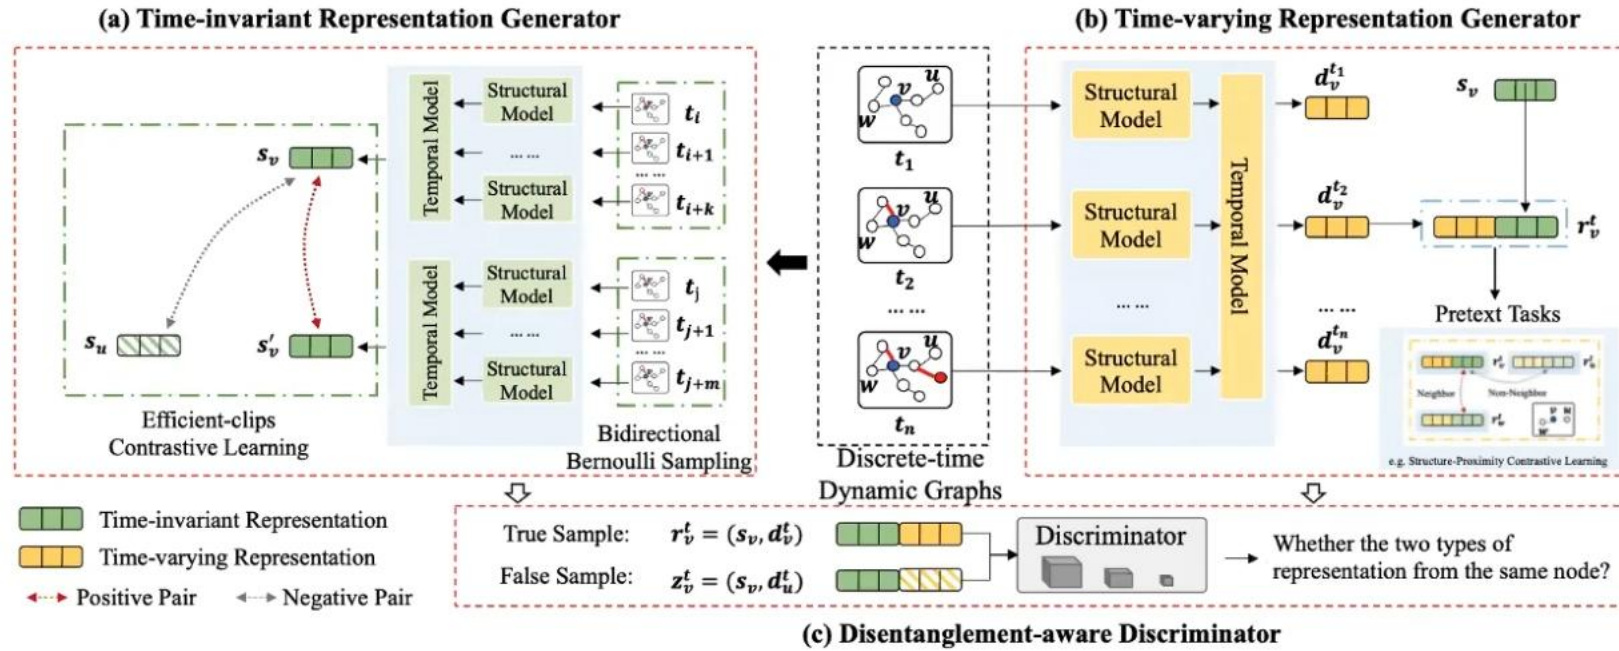 (a) Time-invariant Representation Generator
(b) Time-varying Representation Generator
Temporal Model
Structural Model
... ...
Structural Model
Temporal Model
Structural Model
... ...
Structural Model
t_i
t_{i+1}
... ...
t_{i+k}
t_j
t_{j+1}
... ...
t_{j+m}
s_v
s_u
s'_v
Efficient-clips
Contrastive Learning
Bidirectional
Bernoulli Sampling
v
u
w
t_1
v
u
w
t_2
... ...
v
u
w
t_n
Discrete-time
Dynamic Graphs
Structural
Model
Structural
Model
... ...
Structural
Model
Temporal Model
d_v^{t_1}
d_v^{t_2}
... ...
d_v^{t_n}
s_v
r_v^t
Pretext Tasks
r_v^t
Neighbor
Non-Neighbor
e.g. Structure-Proximity Contrastive Learning
Time-invariant Representation
Time-varying Representation
Positive Pair
Negative Pair
True Sample: r_v^t = (s_v, d_v^t)
False Sample: z_v^t = (s_v, d_u^t)
Discriminator
Whether the two types of
representation from the same node?
(c) Disentanglement-aware Discriminator